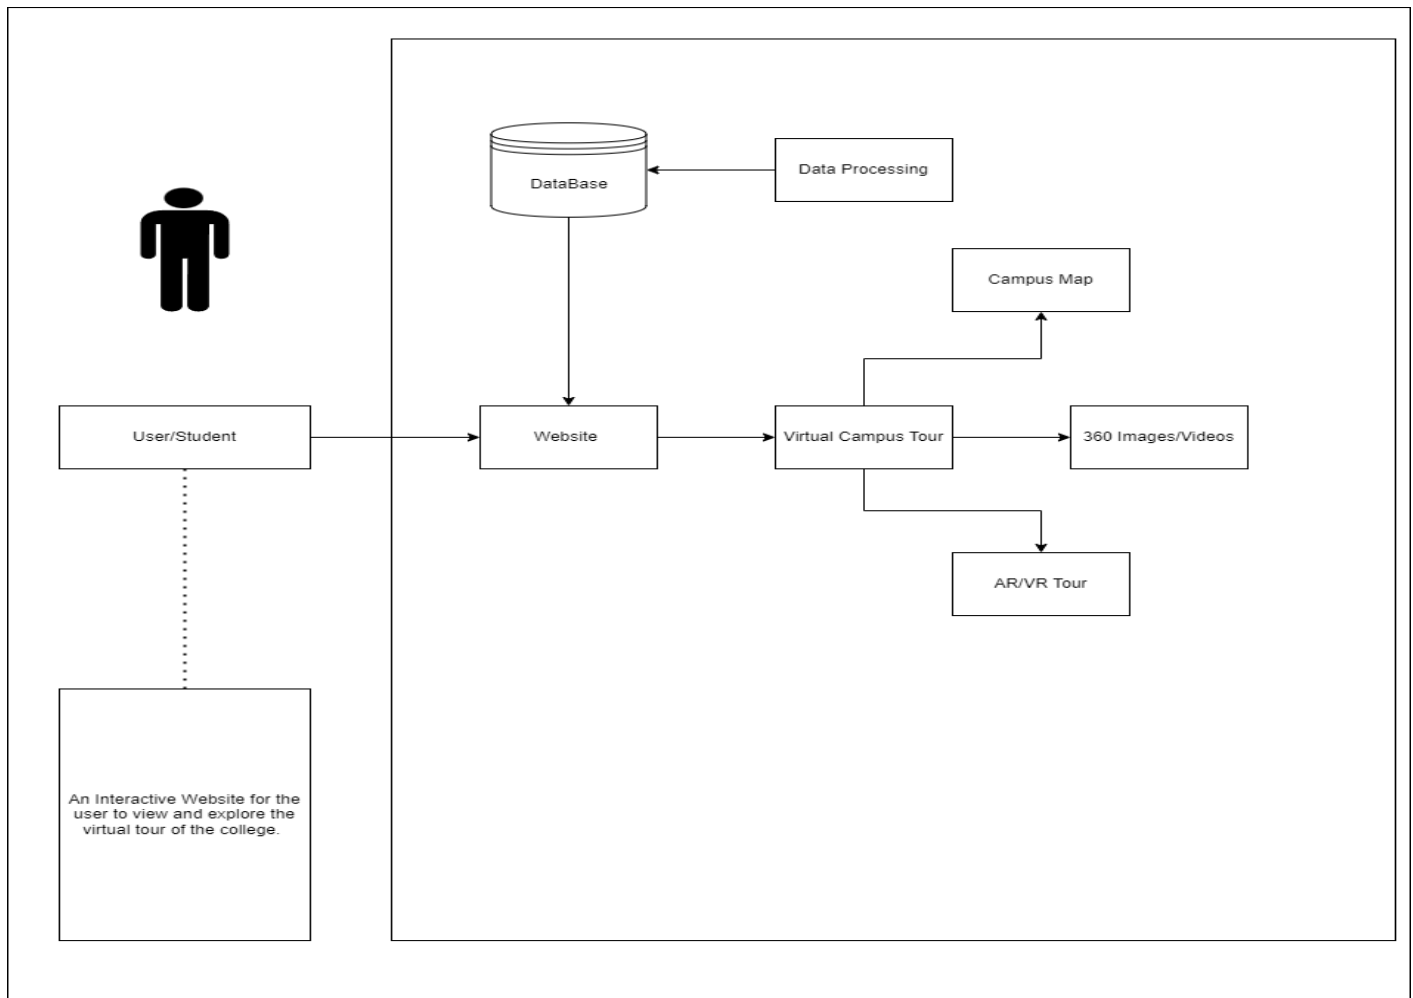 DataBase
Data Processing
Campus Map
User/Student
Website
Virtual Campus Tour
360 Images/Videos
AR/VR Tour
An Interactive Website for the
user to view and explore the
virtual tour of the college.